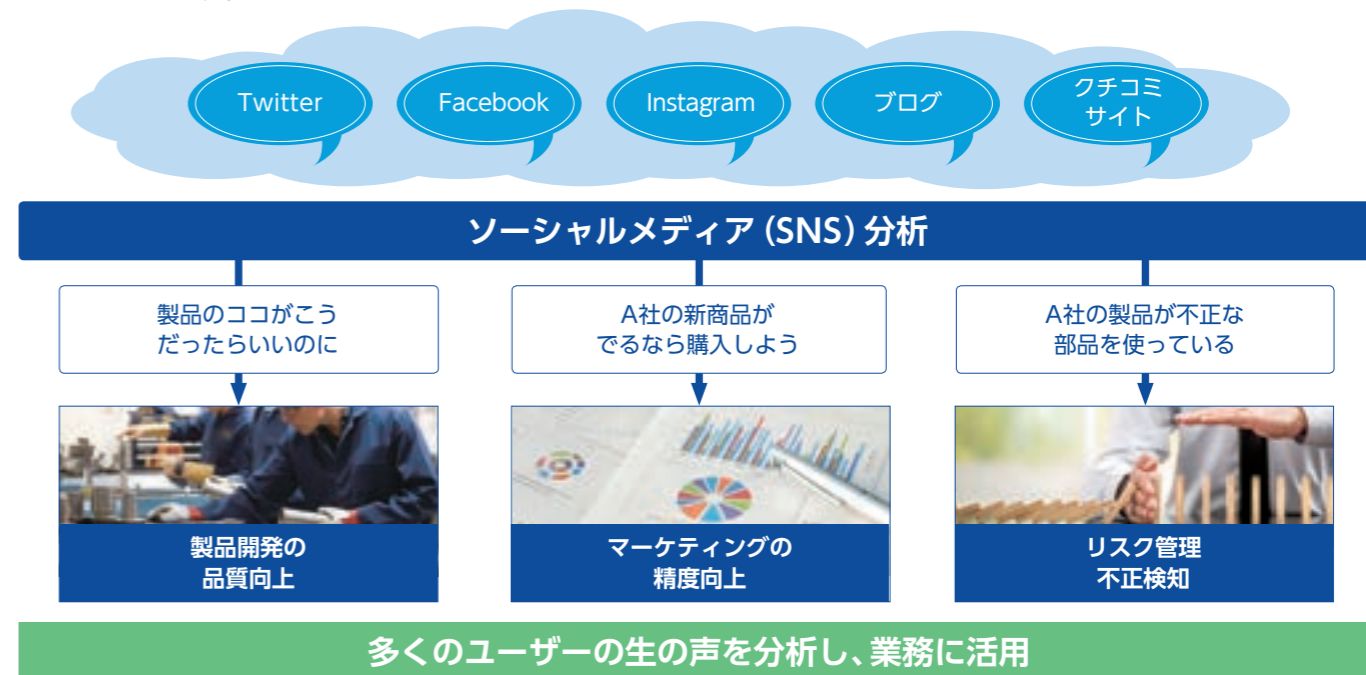 Twitter
Facebook
Instagram
ブログ
クチコミ
サイト
ソーシャルメディア（SNS）分析
製品のココがこう
だったらいいのに
A社の新商品が
でるなら購入しよう
A社の製品が不正な
部品を使っている
製品開発の
品質向上
マーケティングの
精度向上
リスク管理
不正検知
多くのユーザーの生の声を分析し、業務に活用